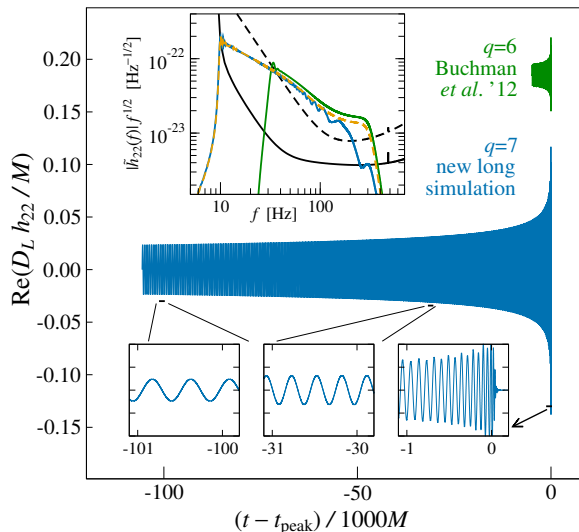 0.20
0.15
0.10
0.05
0.00
-0.05
-0.10
-0.15
Re(D_L h_22 / M)
10^-22
10^-23
|h̃_22(f)| f^1/2 [Hz^-1/2]
10
100
f [Hz]
q=6
Buchman
et al. ’12
q=7
new long
simulation
-101
-100
-31
-30
-1
0
-100
-50
0
(t − t_peak) / 1000M